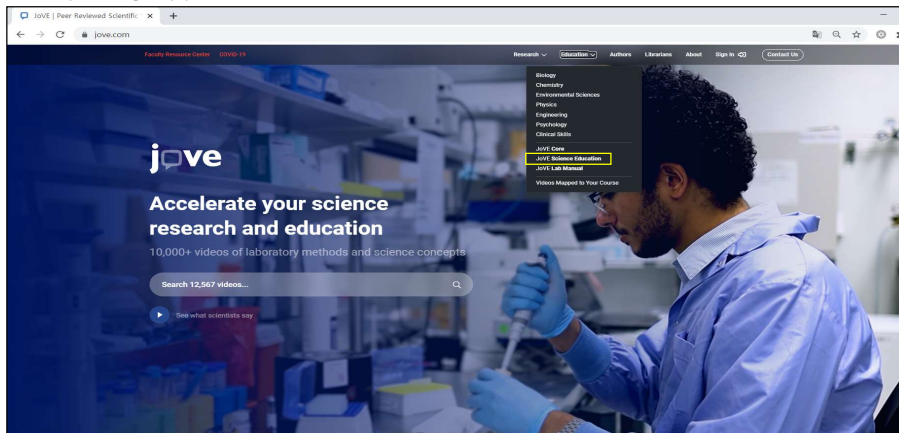 JoVE | Peer Reviewed Scientific
jove.com
Faculty Resource Center COVID-19 Research Education Authors Librarians About Sign In Contact Us
Biology
Chemistry
Environmental Sciences
Physics
Engineering
Psychology
Clinical Skills
JoVE Core
JoVE Science Education
JoVE Lab Manual
Videos Mapped to Your Course
jove
Accelerate your science
research and education
10,000+ videos of laboratory methods and science concepts
Search 12,567 videos...
See what scientists say